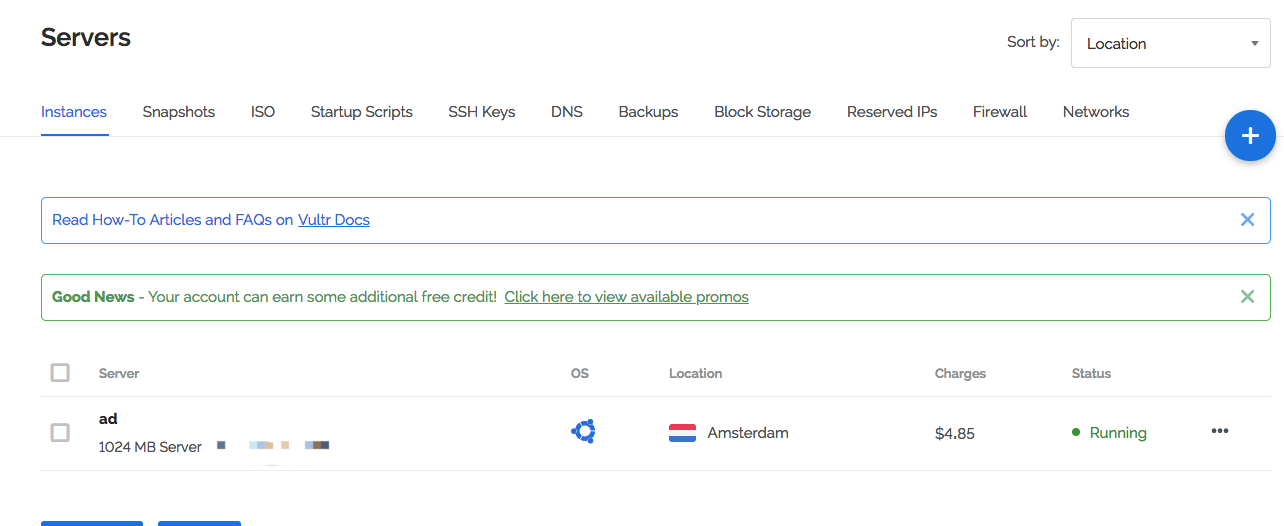 Servers
Sort by: Location
Instances Snapshots ISO Startup Scripts SSH Keys DNS Backups Block Storage Reserved IPs Firewall Networks
Read How-To Articles and FAQs on Vultr Docs
Good News - Your account can earn some additional free credit! Click here to view available promos
Server OS Location Charges Status
ad
1024 MB Server Amsterdam $4.85 Running